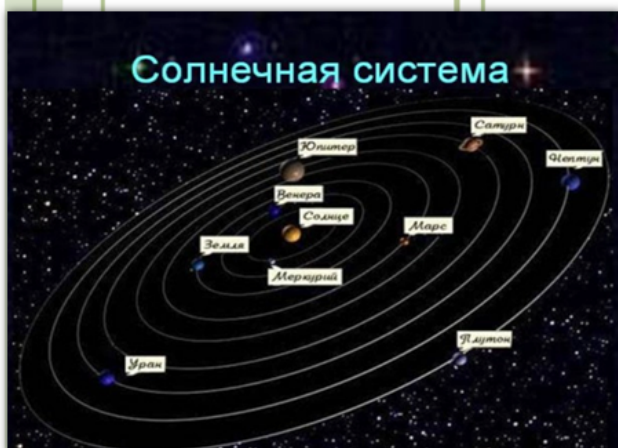 Солнечная система
Сатурн
Юпитер
Нептун
Венера
Солнце
Марс
Земля
Меркурий
Плутон
Уран